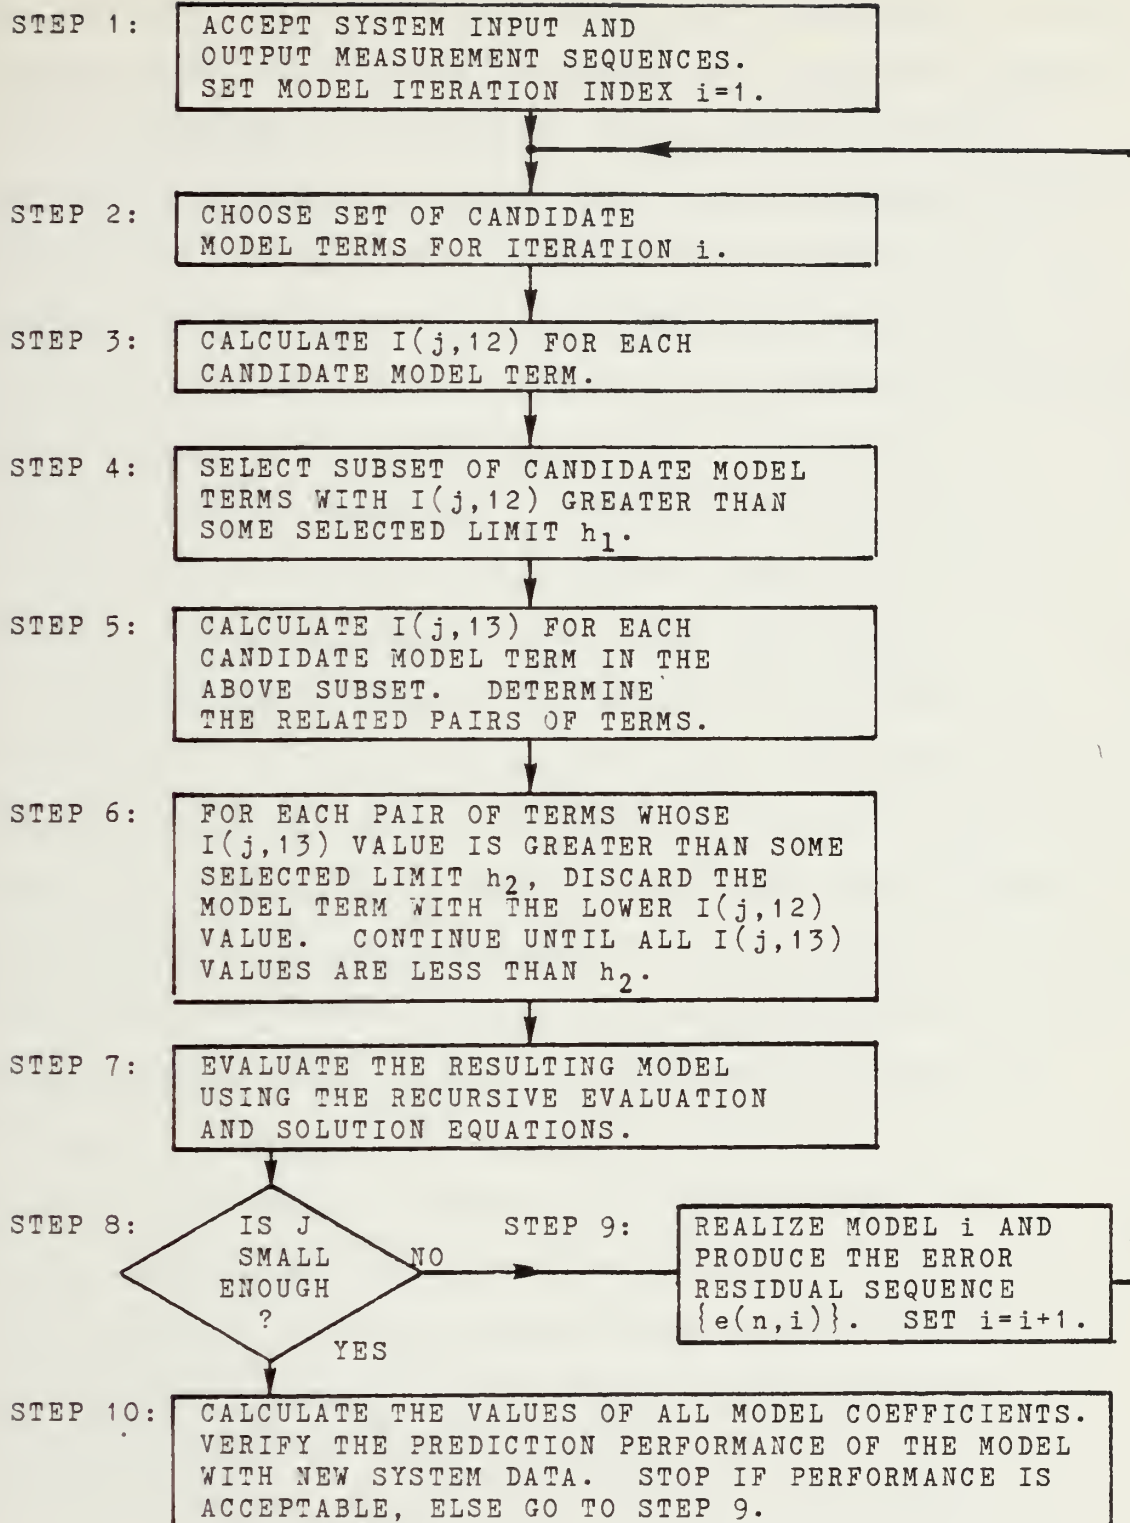 STEP 1:
ACCEPT SYSTEM INPUT AND
OUTPUT MEASUREMENT SEQUENCES.
SET MODEL ITERATION INDEX i=1.
STEP 2:
CHOOSE SET OF CANDIDATE
MODEL TERMS FOR ITERATION i.
STEP 3:
CALCULATE I(j,12) FOR EACH
CANDIDATE MODEL TERM.
STEP 4:
SELECT SUBSET OF CANDIDATE MODEL
TERMS WITH I(j,12) GREATER THAN
SOME SELECTED LIMIT h₁.
STEP 5:
CALCULATE I(j,13) FOR EACH
CANDIDATE MODEL TERM IN THE
ABOVE SUBSET. DETERMINE
THE RELATED PAIRS OF TERMS.
STEP 6:
FOR EACH PAIR OF TERMS WHOSE
I(j,13) VALUE IS GREATER THAN SOME
SELECTED LIMIT h₂, DISCARD THE
MODEL TERM WITH THE LOWER I(j,12)
VALUE. CONTINUE UNTIL ALL I(j,13)
VALUES ARE LESS THAN h₂.
STEP 7:
EVALUATE THE RESULTING MODEL
USING THE RECURSIVE EVALUATION
AND SOLUTION EQUATIONS.
STEP 8:
IS J
SMALL
ENOUGH
?
NO
YES
STEP 9:
REALIZE MODEL i AND
PRODUCE THE ERROR
RESIDUAL SEQUENCE
{e(n,i)}. SET i=i+1.
STEP 10:
CALCULATE THE VALUES OF ALL MODEL COEFFICIENTS.
VERIFY THE PREDICTION PERFORMANCE OF THE MODEL
WITH NEW SYSTEM DATA. STOP IF PERFORMANCE IS
ACCEPTABLE, ELSE GO TO STEP 9.